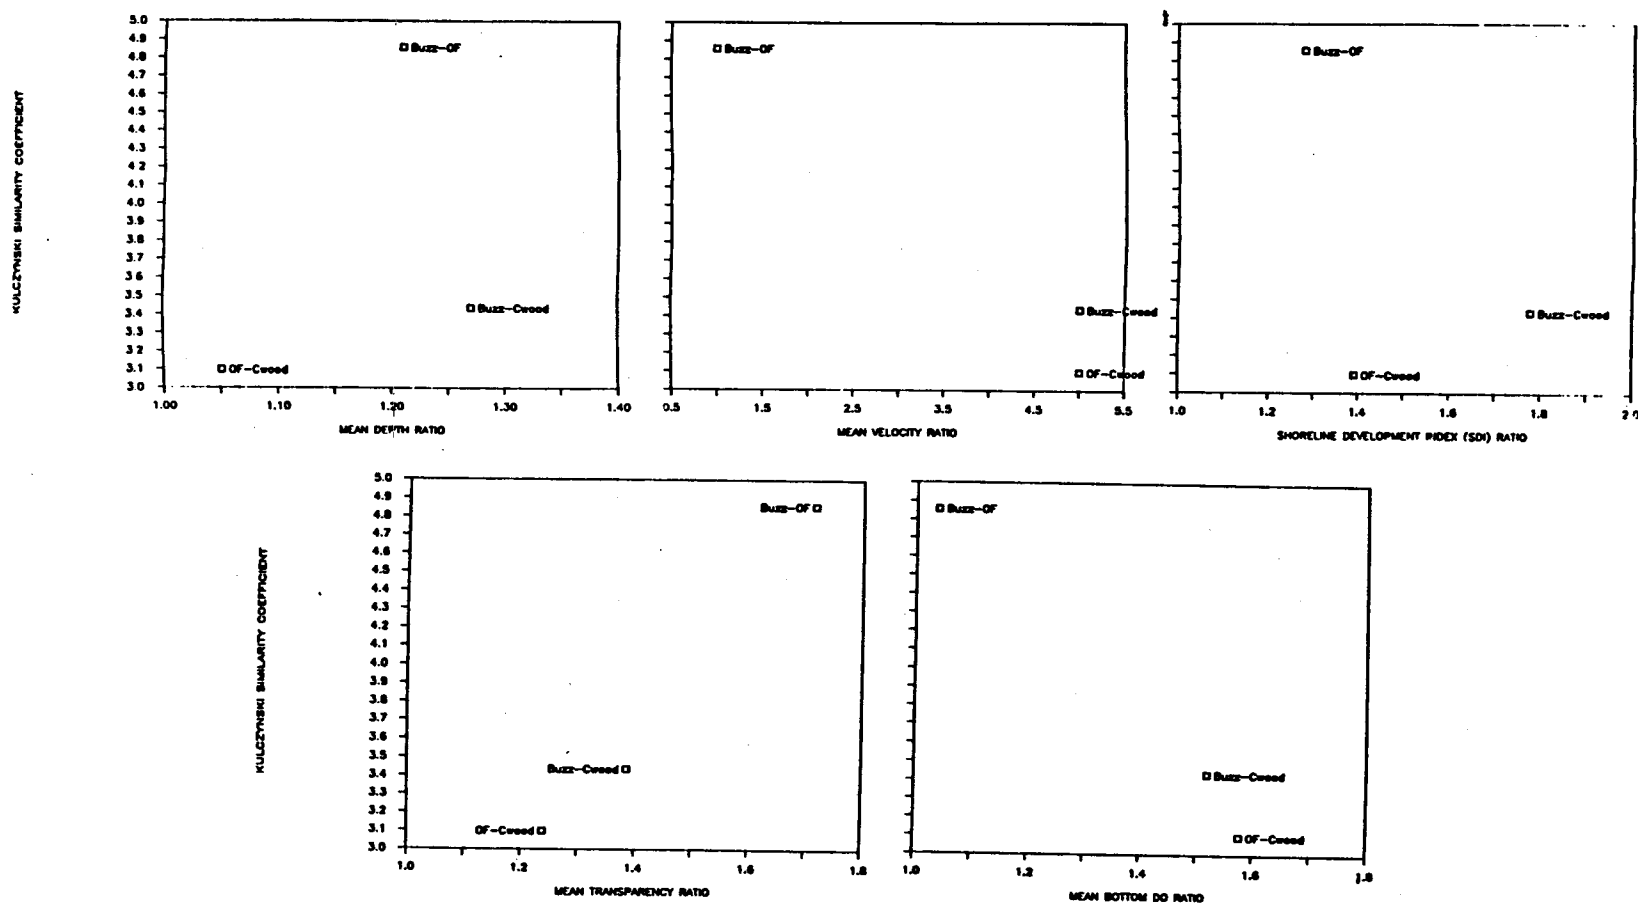 KULCZYNSKI SIMILARITY COEFFICIENT
5.0
4.9
4.8
4.7
4.6
4.5
4.4
4.3
4.2
4.1
4.0
3.9
3.8
3.7
3.6
3.5
3.4
3.3
3.2
3.1
3.0
Buzz-OF
Buzz-Cwood
OF-Cwood
1.00 1.10 1.20 1.30 1.40
MEAN DEPTH RATIO
Buzz-OF
Buzz-Cwood
OF-Cwood
0.5 1.5 2.5 3.5 4.5 5.5
MEAN VELOCITY RATIO
Buzz-OF
Buzz-Cwood
OF-Cwood
1.0 1.2 1.4 1.6 1.8 2.0
SHORELINE DEVELOPMENT INDEX (SDI) RATIO
KULCZYNSKI SIMILARITY COEFFICIENT
5.0
4.9
4.8
4.7
4.6
4.5
4.4
4.3
4.2
4.1
4.0
3.9
3.8
3.7
3.6
3.5
3.4
3.3
3.2
3.1
3.0
Buzz-OF
Buzz-Cwood
OF-Cwood
1.0 1.2 1.4 1.6 1.8
MEAN TRANSPARENCY RATIO
Buzz-OF
Buzz-Cwood
OF-Cwood
1.0 1.2 1.4 1.6 1.8
MEAN BOTTOM DO RATIO